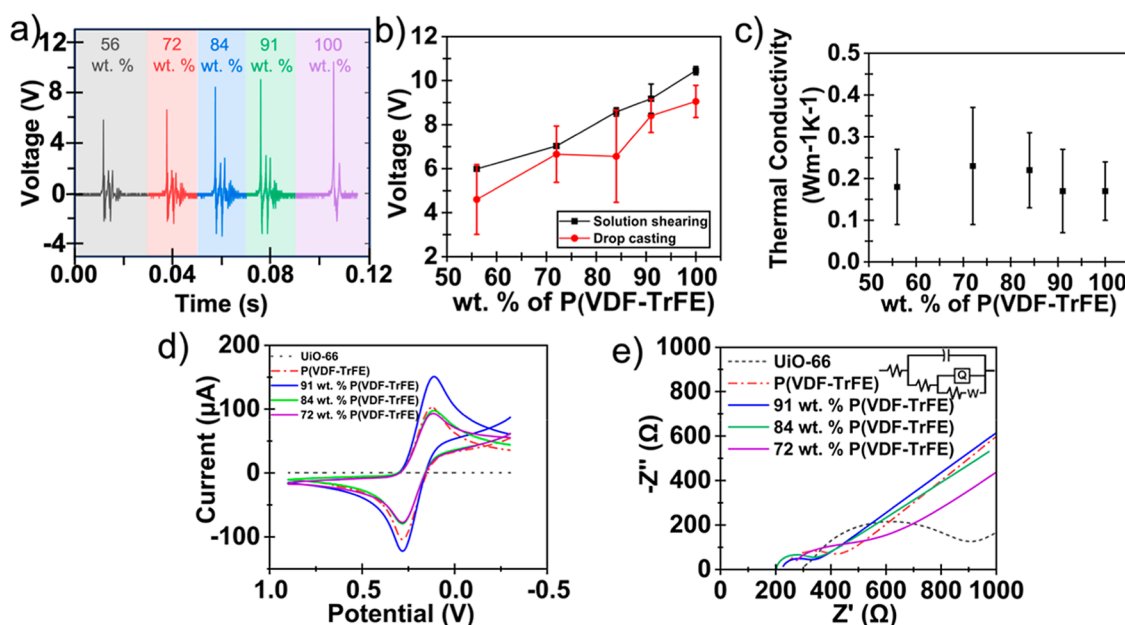 a)
56 72 84 91 100
wt. % wt. % wt. % wt. % wt. %
12
8
4
0
-4
Voltage (V)
0.00 0.04 0.08 0.12
Time (s)
b)
12
10
8
6
4
2
Voltage (V)
Solution shearing
Drop casting
50 60 70 80 90 100
wt. % of P(VDF-TrFE)
c)
0.5
0.4
0.3
0.2
0.1
0.0
Thermal Conductivity
(Wm-1K-1)
50 60 70 80 90 100
wt. % of P(VDF-TrFE)
d)
200
100
0
-100
Current (µA)
UiO-66
P(VDF-TrFE)
91 wt. % P(VDF-TrFE)
84 wt. % P(VDF-TrFE)
72 wt. % P(VDF-TrFE)
1.0 0.5 0.0 -0.5
Potential (V)
e)
1000
800
600
400
200
0
-Z'' (Ω)
UiO-66
P(VDF-TrFE)
91 wt. % P(VDF-TrFE)
84 wt. % P(VDF-TrFE)
72 wt. % P(VDF-TrFE)
Q
W
0 200 400 600 800 1000
Z' (Ω)